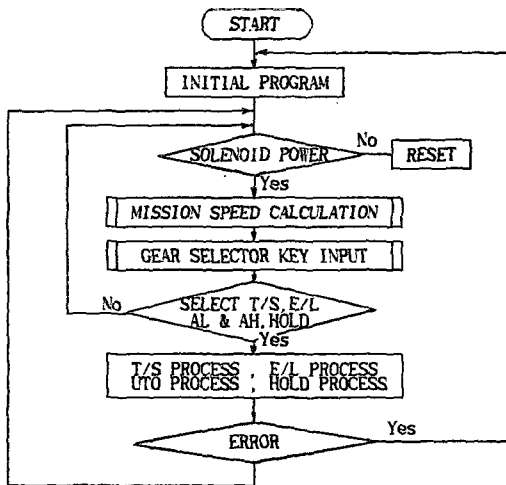 START
INITIAL PROGRAM
SOLENOID POWER
No
RESET
Yes
MISSION SPEED CALCULATION
GEAR SELECTOR KEY INPUT
No
SELECT T/S, E/L
AL & AH, HOLD
Yes
T/S PROCESS , E/L PROCESS
UTO PROCESS ; HOLD PROCESS
ERROR
Yes